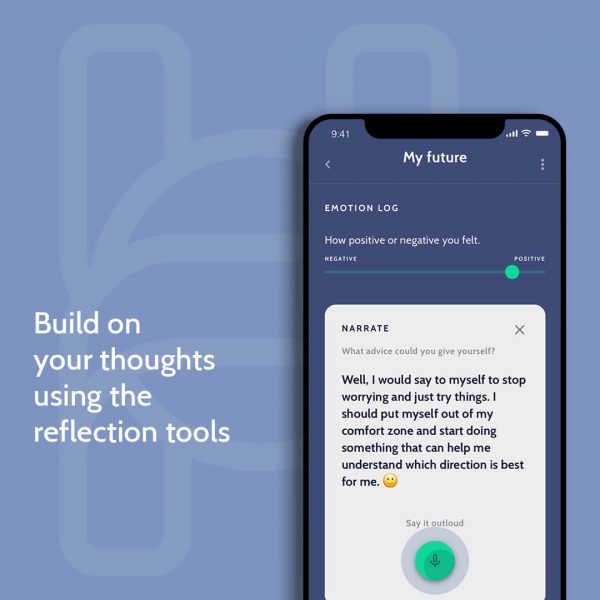 Build on
your thoughts
using the
reflection tools
9:41
My future
EMOTION LOG
How positive or negative you felt.
NEGATIVE POSITIVE
NARRATE
What advice could you give yourself?
Well, I would say to myself to stop
worrying and just try things. I
should put myself out of my
comfort zone and start doing
something that can help me
understand which direction is best
for me. 🙂
Say it outloud